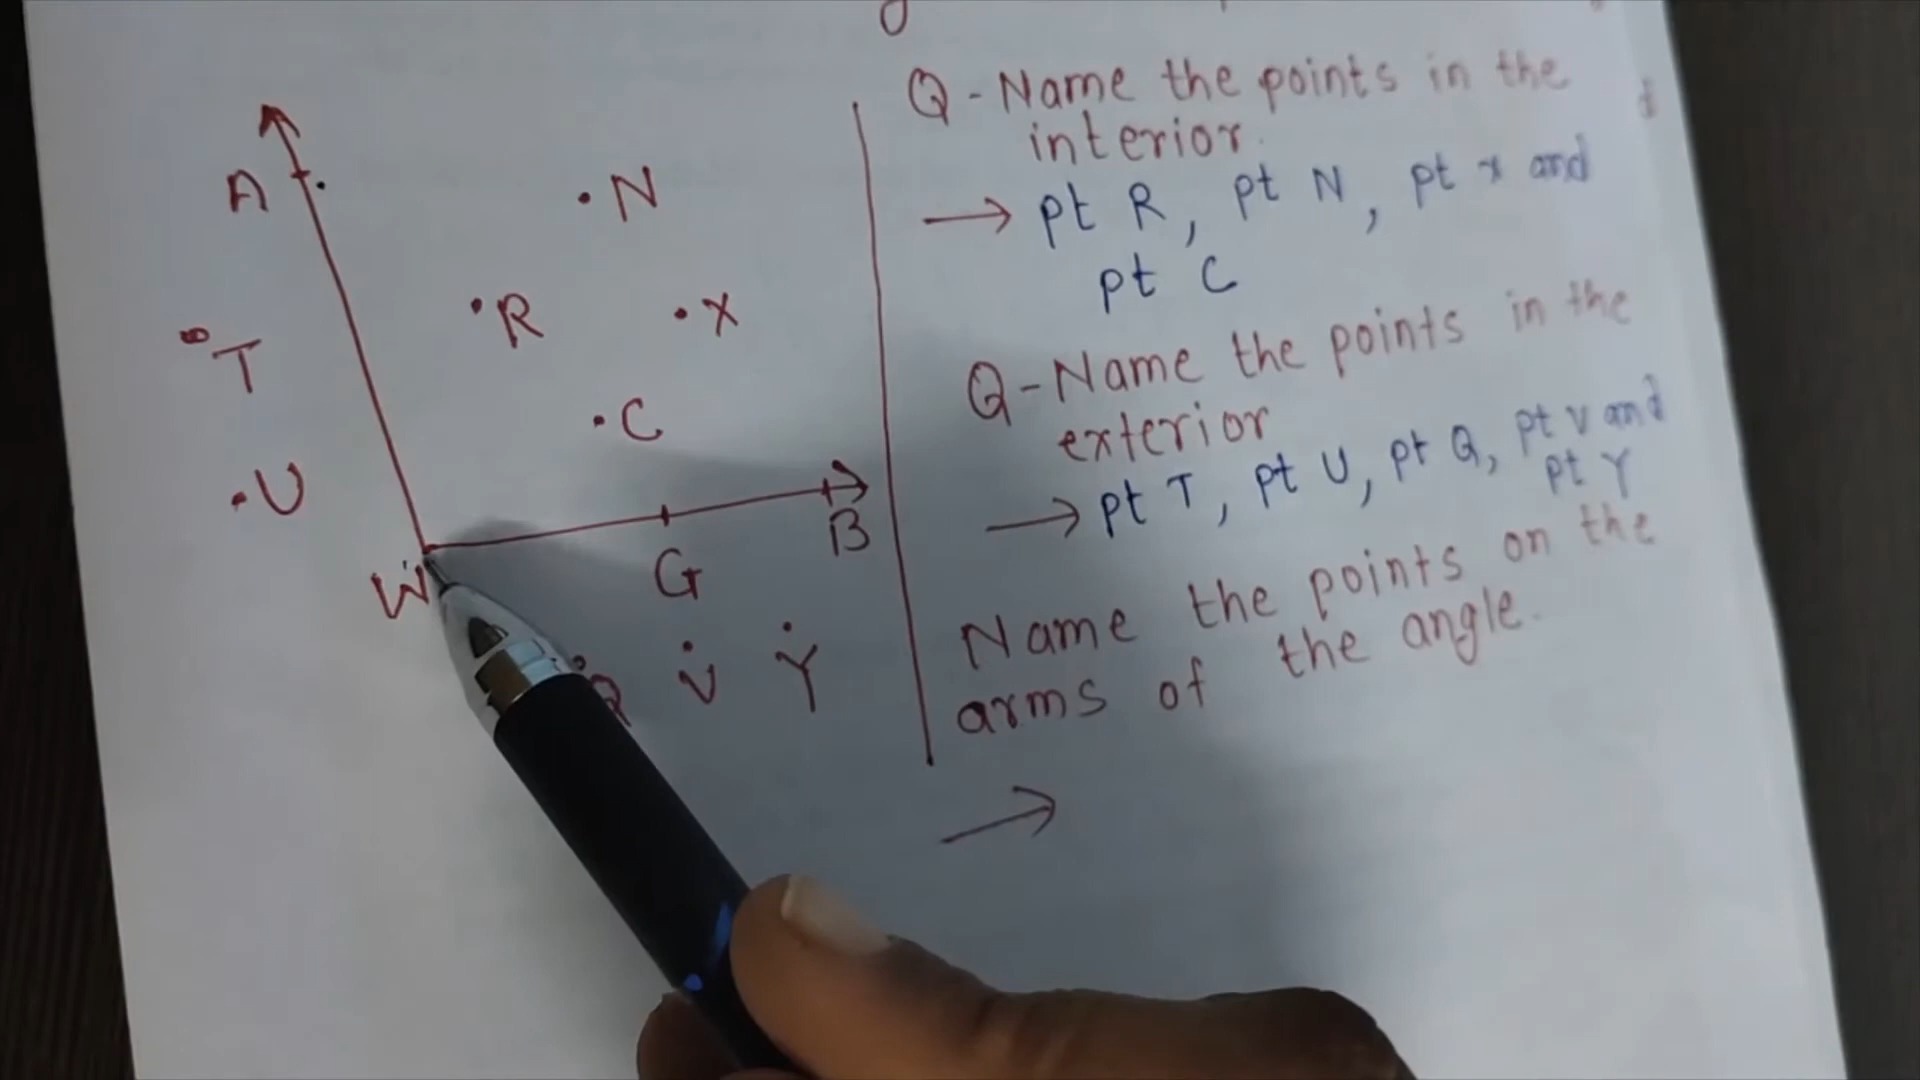 A
N
R
X
T
C
U
B
W
G
Q
V
Y
Q - Name the points in the
interior.
→ pt R, pt N, pt x and
pt C
Q - Name the points in the
exterior
→ pt T, pt U, pt Q, pt V and
pt Y
Name the points on the
arms of the angle.
→